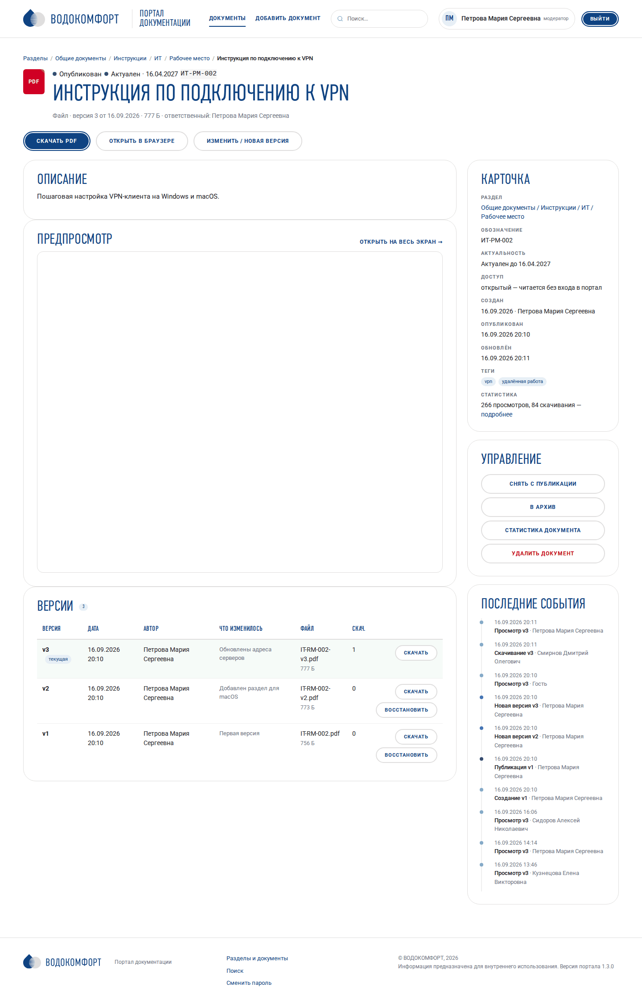 ВОДОКОМФОРТ
ПОРТАЛ
ДОКУМЕНТАЦИИ
ДОКУМЕНТЫ
ДОБАВИТЬ ДОКУМЕНТ
Поиск...
ПМ
Петрова Мария Сергеевна модератор
ВЫЙТИ
Разделы / Общие документы / Инструкции / ИТ / Рабочее место / Инструкция по подключению к VPN
PDF
Опубликован Актуален · 16.04.2027 ИТ-РМ-002
ИНСТРУКЦИЯ ПО ПОДКЛЮЧЕНИЮ К VPN
Файл · версия 3 от 16.09.2026 · 777 Б · ответственный: Петрова Мария Сергеевна
СКАЧАТЬ PDF
ОТКРЫТЬ В БРАУЗЕРЕ
ИЗМЕНИТЬ / НОВАЯ ВЕРСИЯ
ОПИСАНИЕ
Пошаговая настройка VPN-клиента на Windows и macOS.
ПРЕДПРОСМОТР
ОТКРЫТЬ НА ВЕСЬ ЭКРАН →
ВЕРСИИ 3
ВЕРСИЯ ДАТА АВТОР ЧТО ИЗМЕНИЛОСЬ ФАЙЛ СКАЧ.
v3 16.09.2026 Петрова Мария Обновлены адреса IT-RM-002- 1 СКАЧАТЬ
текущая 20:10 Сергеевна серверов v3.pdf
777 Б
v2 16.09.2026 Петрова Мария Добавлен раздел для IT-RM-002- 0 СКАЧАТЬ
20:10 Сергеевна macOS v2.pdf
773 Б ВОССТАНОВИТЬ
v1 16.09.2026 Петрова Мария Первая версия IT-RM-002.pdf 0 СКАЧАТЬ
20:10 Сергеевна 756 Б
ВОССТАНОВИТЬ
КАРТОЧКА
РАЗДЕЛ
Общие документы / Инструкции / ИТ /
Рабочее место
ОБОЗНАЧЕНИЕ
ИТ-РМ-002
АКТУАЛЬНОСТЬ
Актуален до 16.04.2027
ДОСТУП
открытый — читается без входа в портал
СОЗДАН
16.09.2026 · Петрова Мария Сергеевна
ОПУБЛИКОВАН
16.09.2026 20:10
ОБНОВЛЁН
16.09.2026 20:11
ТЕГИ
vpn удалённая работа
СТАТИСТИКА
266 просмотров, 84 скачивания —
подробнее
УПРАВЛЕНИЕ
СНЯТЬ С ПУБЛИКАЦИИ
В АРХИВ
СТАТИСТИКА ДОКУМЕНТА
УДАЛИТЬ ДОКУМЕНТ
ПОСЛЕДНИЕ СОБЫТИЯ
16.09.2026 20:11
Просмотр v3 · Петрова Мария Сергеевна
16.09.2026 20:11
Скачивание v3 · Смирнов Дмитрий
Олегович
16.09.2026 20:10
Просмотр v3 · Гость
16.09.2026 20:10
Новая версия v3 · Петрова Мария
Сергеевна
16.09.2026 20:10
Новая версия v2 · Петрова Мария
Сергеевна
16.09.2026 20:10
Публикация v1 · Петрова Мария
Сергеевна
16.09.2026 20:10
Создание v1 · Петрова Мария Сергеевна
16.09.2026 16:06
Просмотр v3 · Сидоров Алексей
Николаевич
16.09.2026 14:14
Просмотр v3 · Петрова Мария Сергеевна
16.09.2026 13:46
Просмотр v3 · Кузнецова Елена
Викторовна
ВОДОКОМФОРТ
Портал документации
Разделы и документы
Поиск
Сменить пароль
© ВОДОКОМФОРТ, 2026
Информация предназначена для внутреннего использования. Версия портала 1.3.0